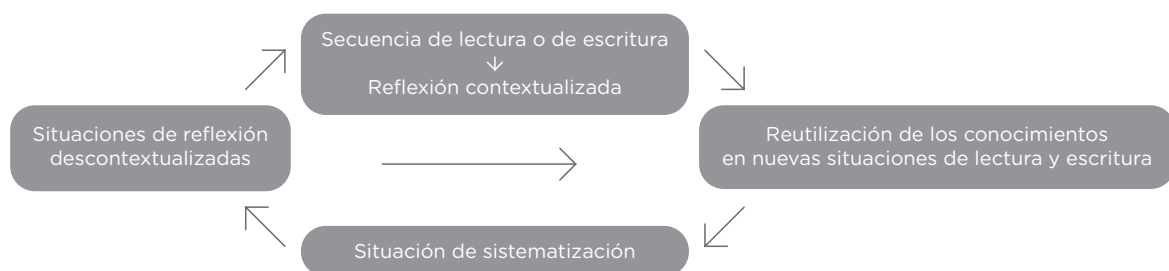 Secuencia de lectura o de escritura
Reflexión contextualizada
Situaciones de reflexión
descontextualizadas
Reutilización de los conocimientos
en nuevas situaciones de lectura y escritura
Situación de sistematización